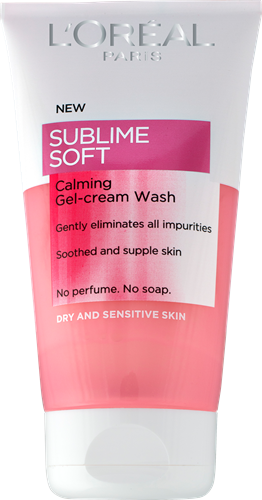 L'ORÉAL
PARIS
NEW
SUBLIME
SOFT
Calming
Gel-cream Wash
Gently eliminates all impurities
Soothed and supple skin
No perfume. No soap.
DRY AND SENSITIVE SKIN